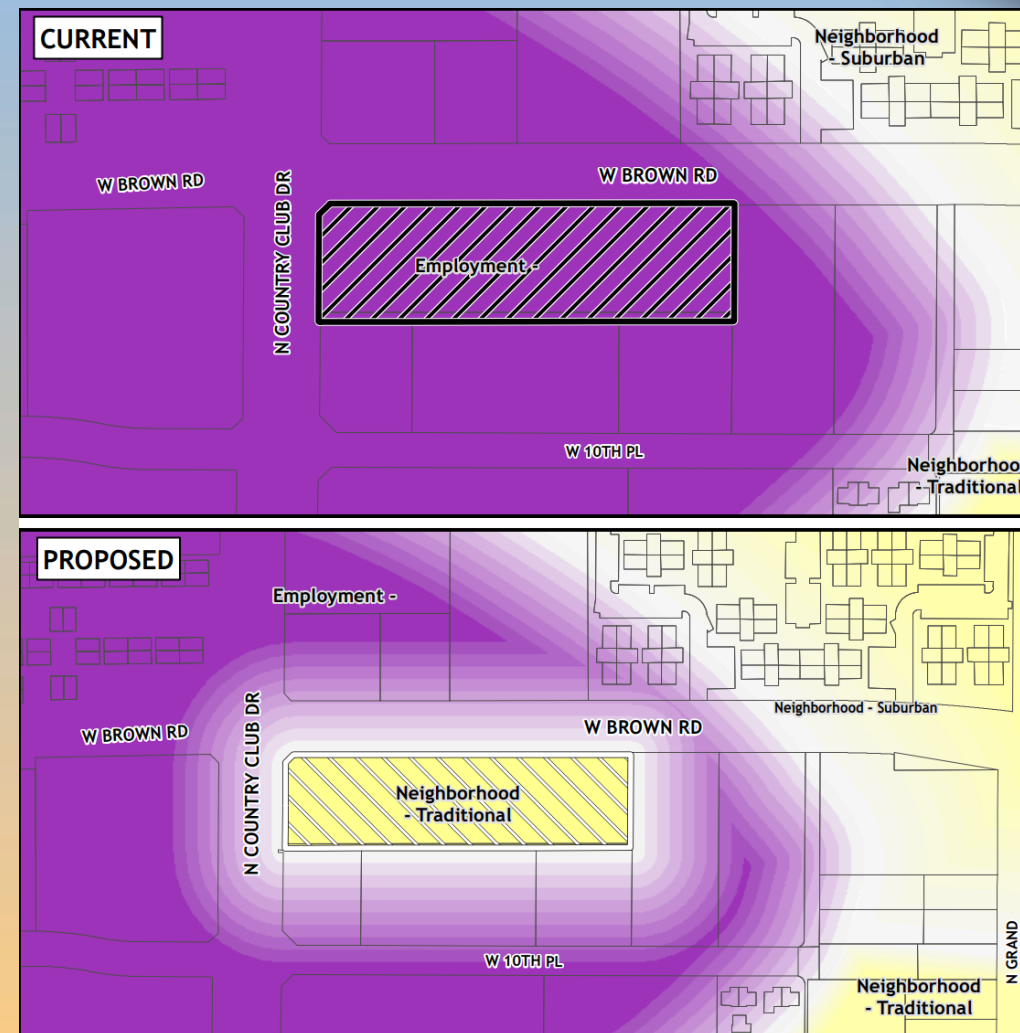 CURRENT
Neighborhood
- Suburban
W BROWN RD
W BROWN RD
N COUNTRY CLUB DR
Employment -
W 10TH PL
Neighborhoo
- Traditional
PROPOSED
Employment -
N COUNTRY CLUB DR
Neighborhood - Suburban
W BROWN RD
W BROWN RD
Neighborhood
- Traditional
W 10TH PL
N GRAND
Neighborhood
- Traditional